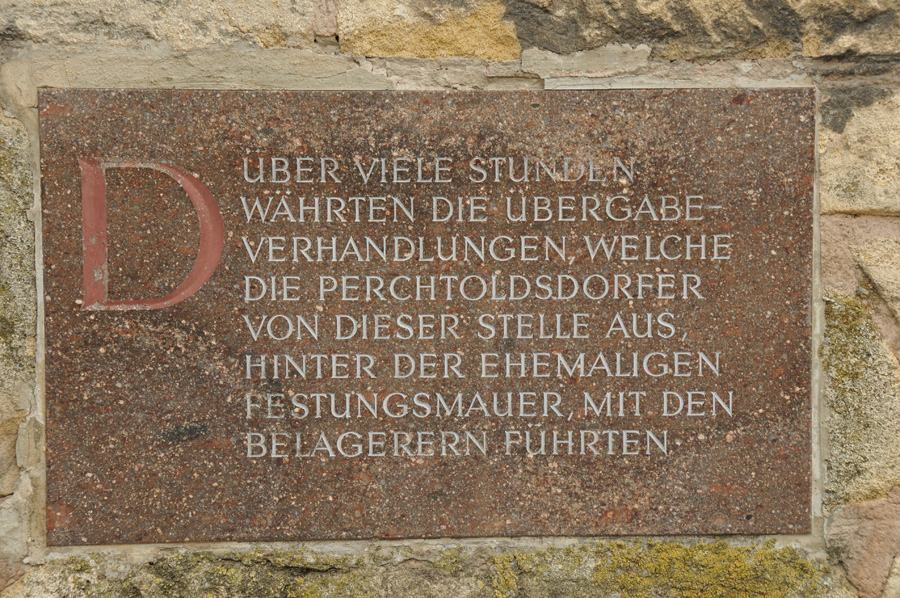 D
UBER VIELE STUNDEN
WÄHRTEN DIE ÜBERGABE–
VERHANDLUNGEN, WELCHE
DIE PERCHTOLDSDORFER
VON DIESER STELLE AUS,
HINTER DER EHEMALIGEN
FESTUNGSMAUER, MIT DEN
BELAGERERN FÜHRTEN.